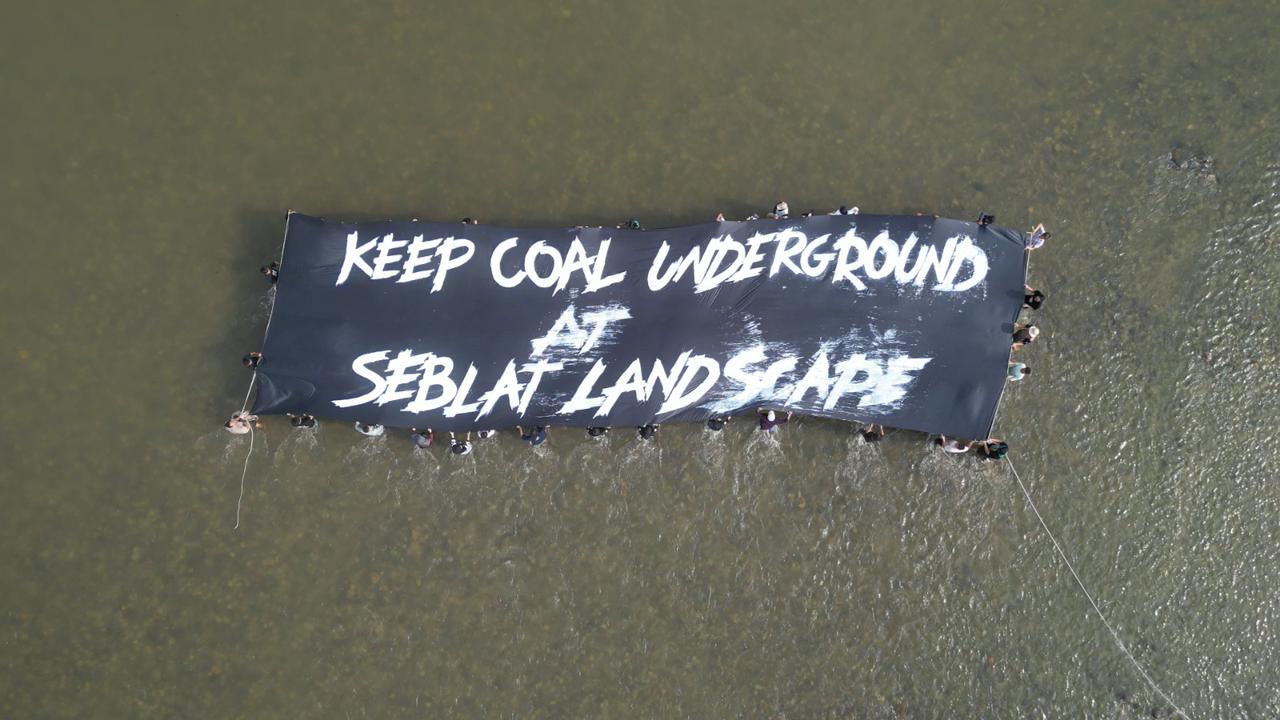 KEEP COAL UNDERGROUND
AT
SEBLAT LANDSCAPE